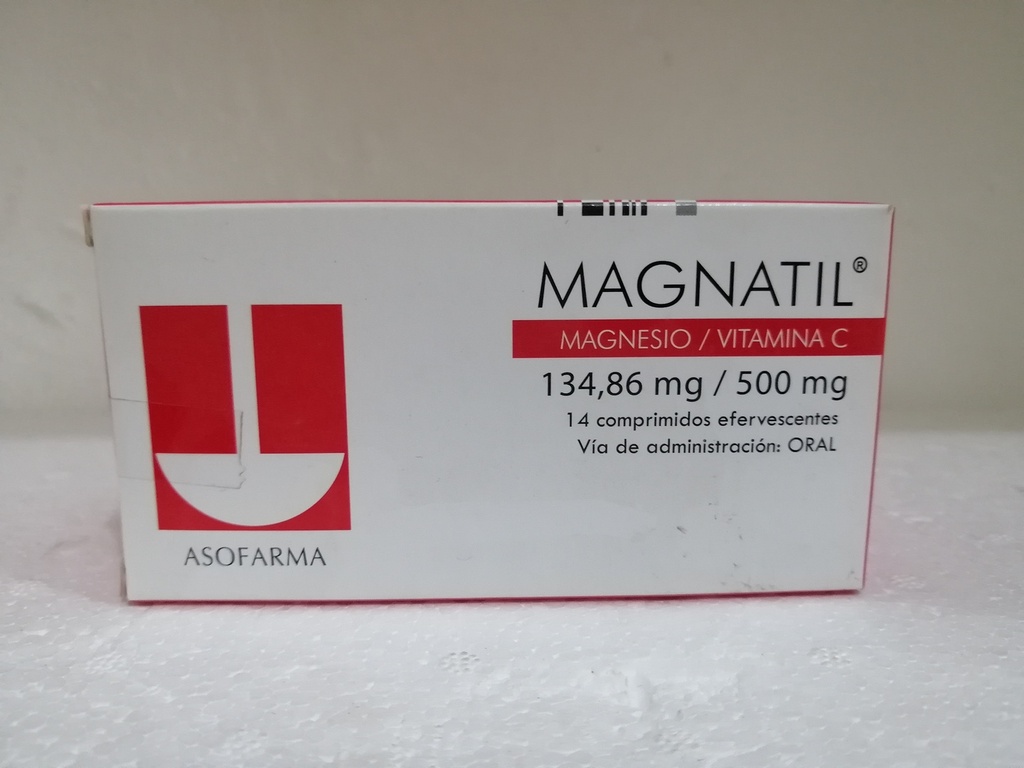 MAGNATIL®
MAGNESIO / VITAMINA C
134,86 mg / 500 mg
14 comprimidos efervescentes
Vía de administración: ORAL
ASOFARMA